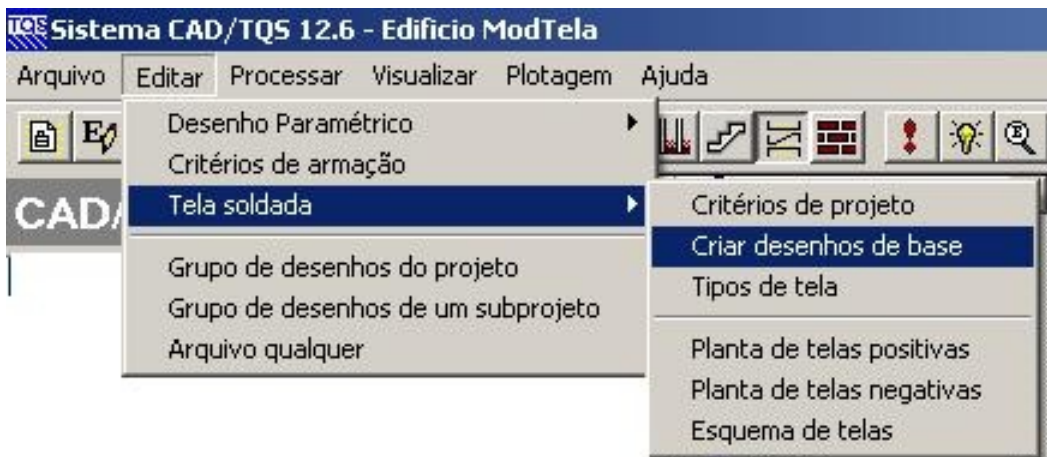 TQS Sistema CAD/TQS 12.6 - Edificio ModTela
Arquivo Editar Processar Visualizar Plotagem Ajuda
Desenho Paramétrico
Critérios de armação
Tela soldada
Grupo de desenhos do projeto
Grupo de desenhos de um subprojeto
Arquivo qualquer
CAD/
Critérios de projeto
Criar desenhos de base
Tipos de tela
Planta de telas positivas
Planta de telas negativas
Esquema de telas